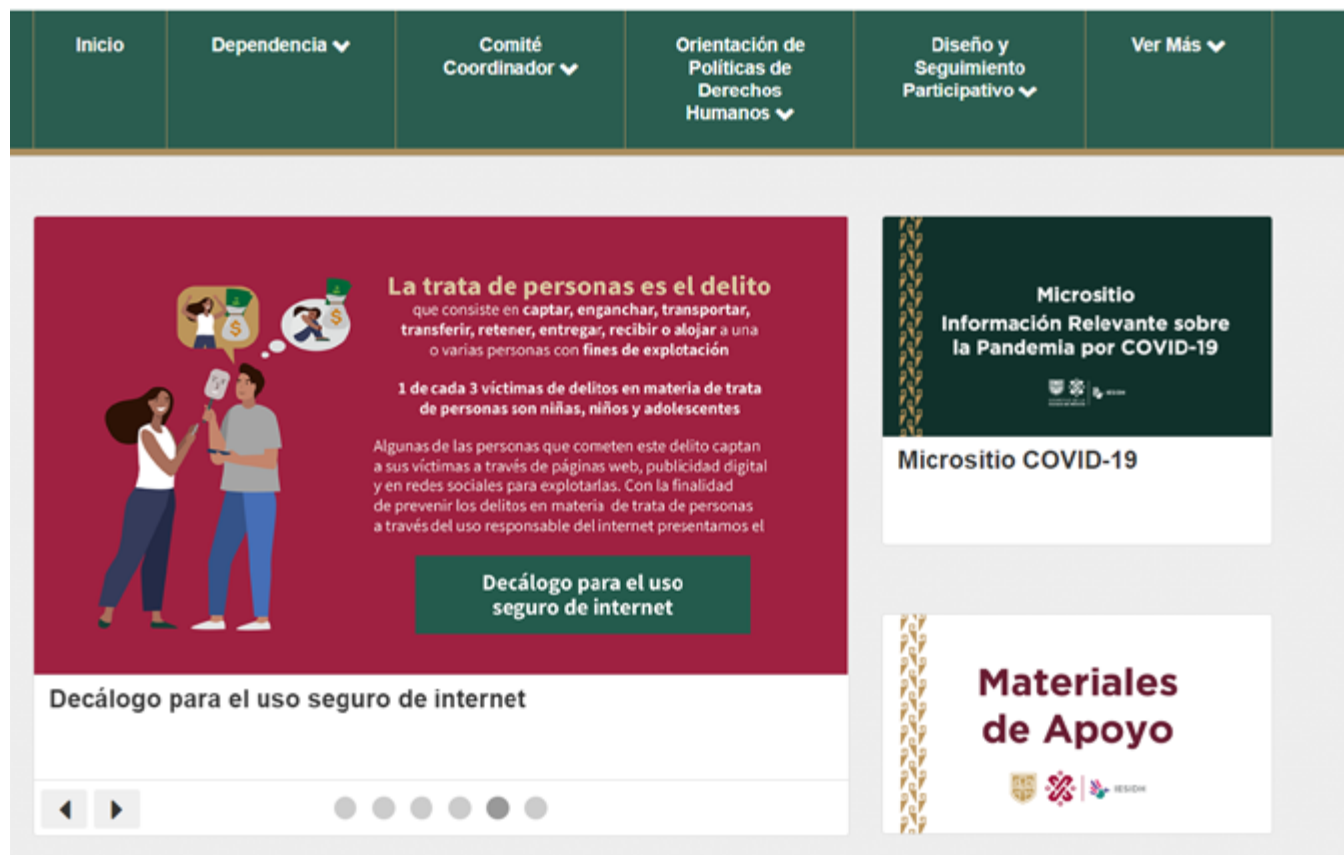 Inicio
Dependencia
Comité
Coordinador
Orientación de
Políticas de
Derechos
Humanos
Diseño y
Seguimiento
Participativo
Ver Más
La trata de personas es el delito
que consiste en captar, enganchar, transportar,
transferir, retener, entregar, recibir o alojar a una
o varias personas con fines de explotación
1 de cada 3 víctimas de delitos en materia de trata
de personas son niñas, niños y adolescentes
Algunas de las personas que cometen este delito captan
a sus víctimas a través de páginas web, publicidad digital
y en redes sociales para explotarlas. Con la finalidad
de prevenir los delitos en materia de trata de personas
a través del uso responsable del internet presentamos el
Decálogo para el uso
seguro de internet
Decálogo para el uso seguro de internet
Micrositio
Información Relevante sobre
la Pandemia por COVID-19
Micrositio COVID-19
Materiales
de Apoyo
IESIDH